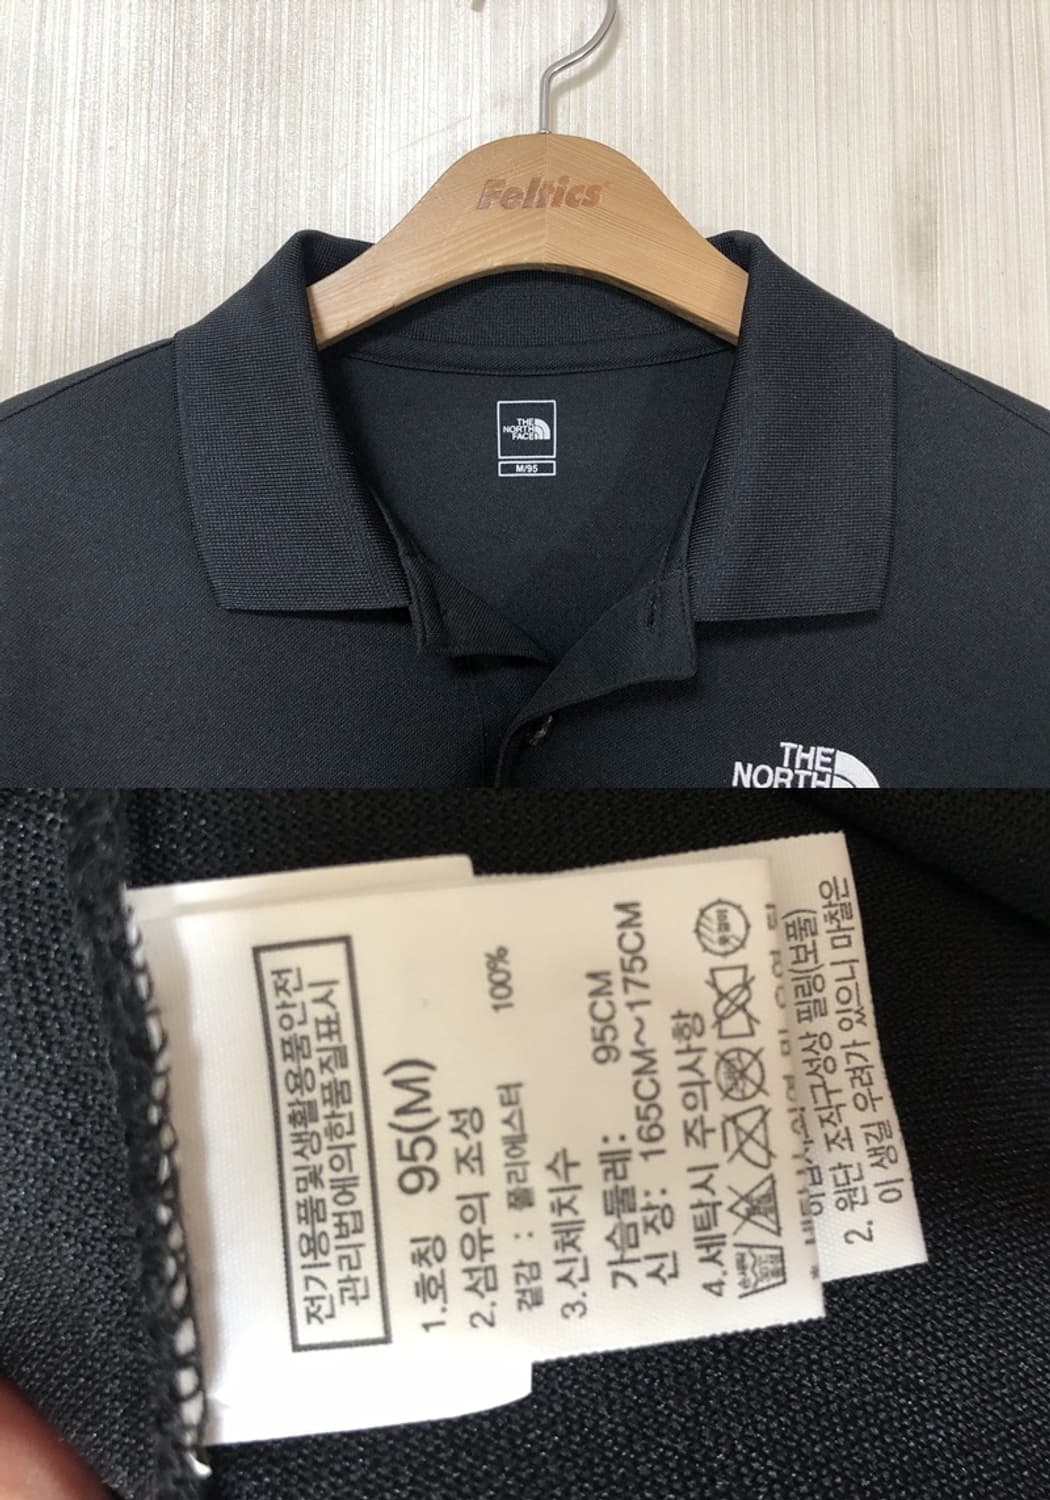 Feltics
THE
NORTH
FACE
M/95
THE
NORTH
전기용품및생활용품안전
관리법에의한품질표시
1.호칭 95(M)
2.섬유의 조성
겉감 : 폴리에스터 100%
3.신체치수
가슴둘레: 95CM
신 장: 165CM~175CM
4.세탁시 주의사항
2. 원단 조직구성상 필링(보풀)
이 생길 우려가 있으니 마찰은